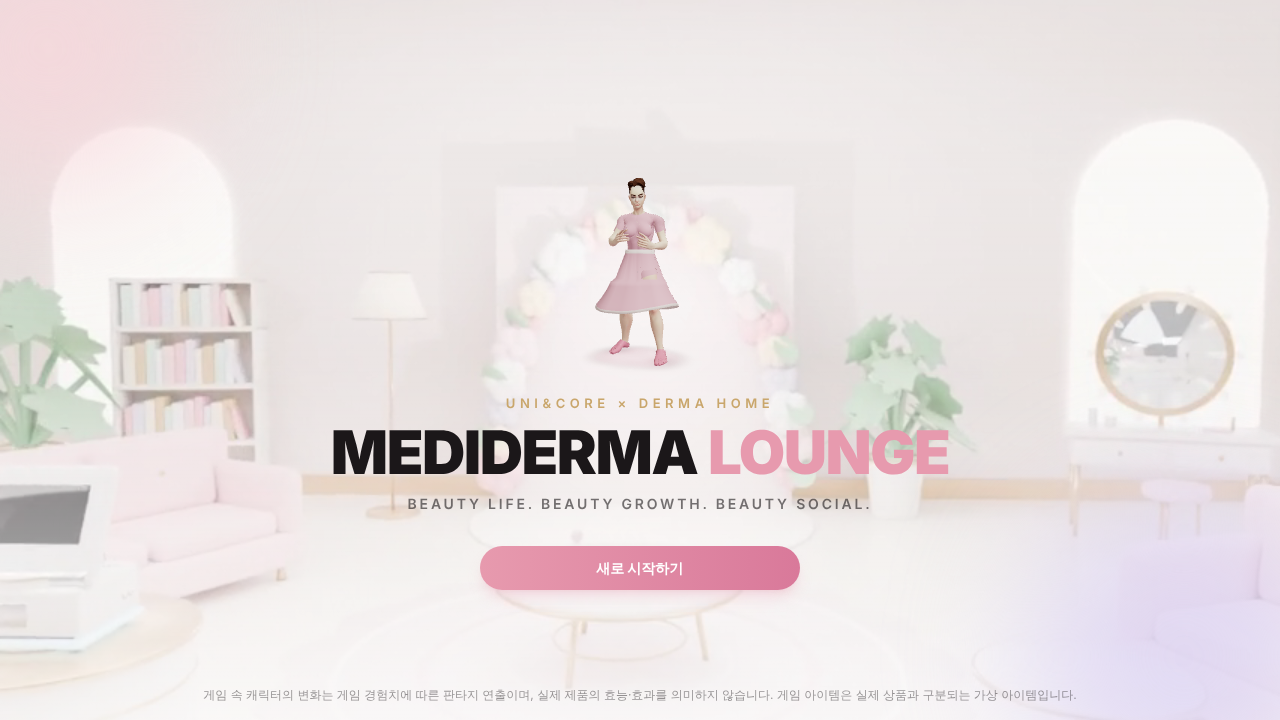 UNI&CORE × DERMA HOME
MEDIDERMA LOUNGE
BEAUTY LIFE. BEAUTY GROWTH. BEAUTY SOCIAL.
새로 시작하기
게임 속 캐릭터의 변화는 게임 경험치에 따른 판타지 연출이며, 실제 제품의 효능·효과를 의미하지 않습니다. 게임 아이템은 실제 상품과 구분되는 가상 아이템입니다.